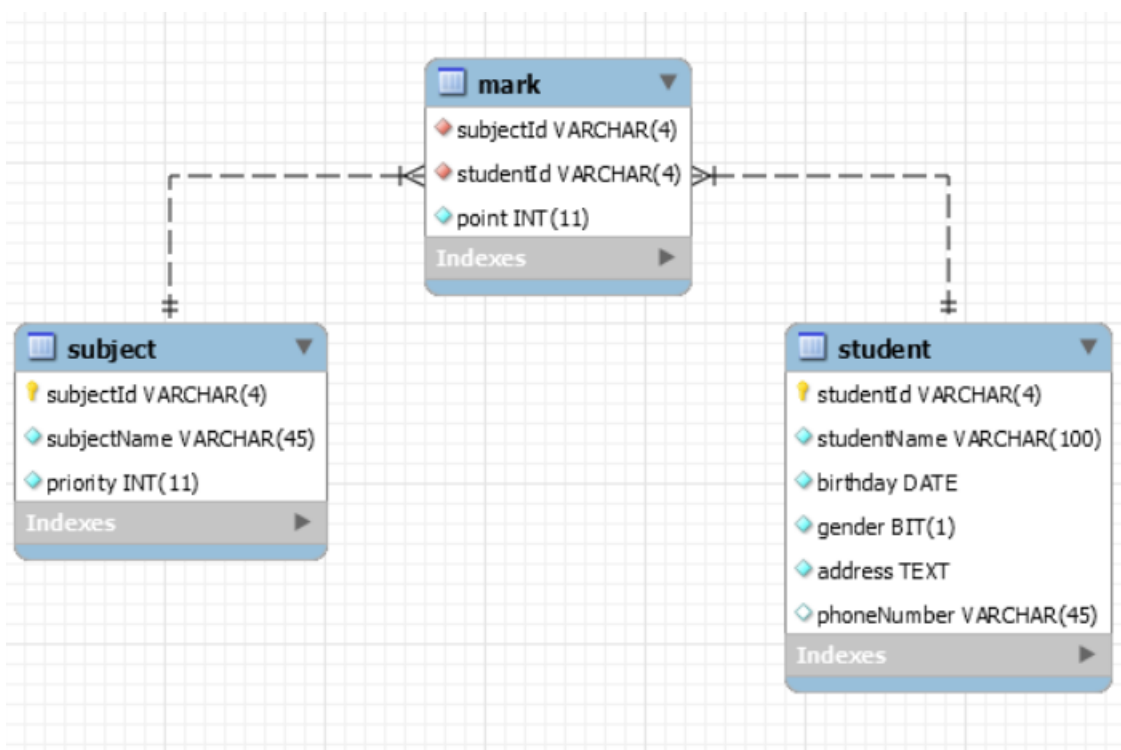 mark
subjectId VARCHAR(4)
studentId VARCHAR(4)
point INT(11)
Indexes
subject
subjectId VARCHAR(4)
subjectName VARCHAR(45)
priority INT(11)
Indexes
student
studentId VARCHAR(4)
studentName VARCHAR(100)
birthday DATE
gender BIT(1)
address TEXT
phoneNumber VARCHAR(45)
Indexes